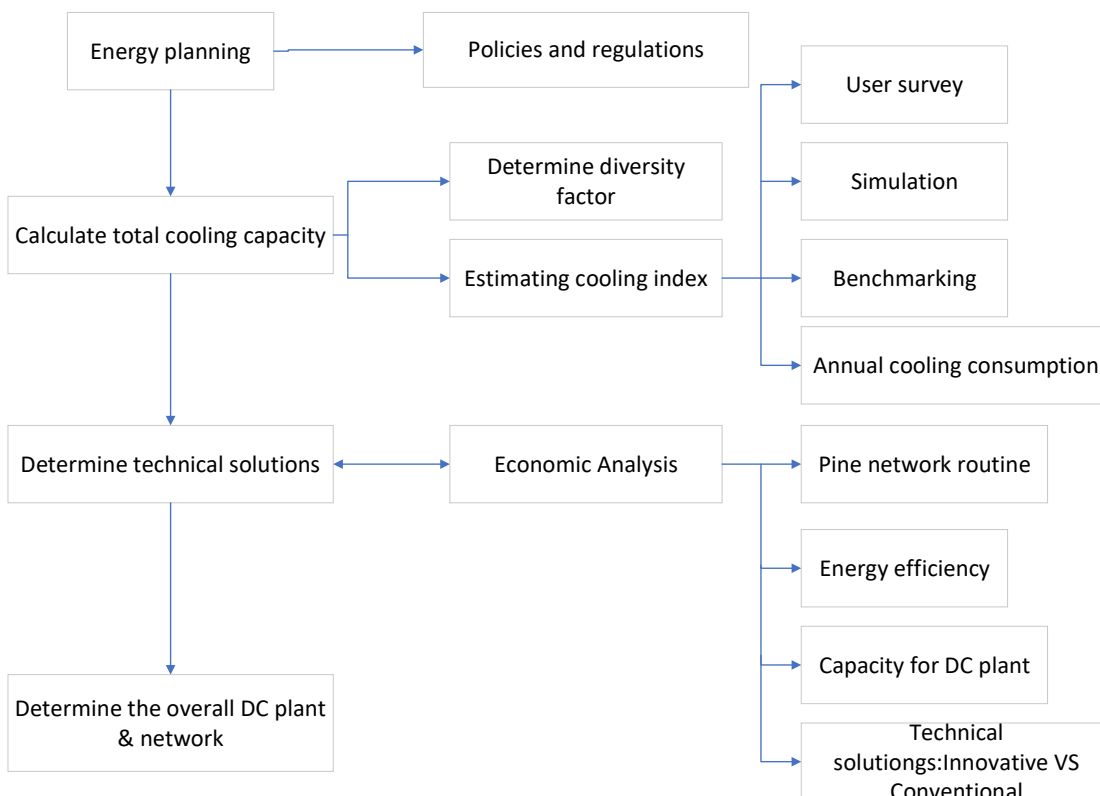 Energy planning
Policies and regulations
User survey
Determine diversity
factor
Simulation
Calculate total cooling capacity
Estimating cooling index
Benchmarking
Annual cooling consumption
Determine technical solutions
Economic Analysis
Pine network routine
Energy efficiency
Capacity for DC plant
Determine the overall DC plant
& network
Technical
solutiongs:Innovative VS
Conventional